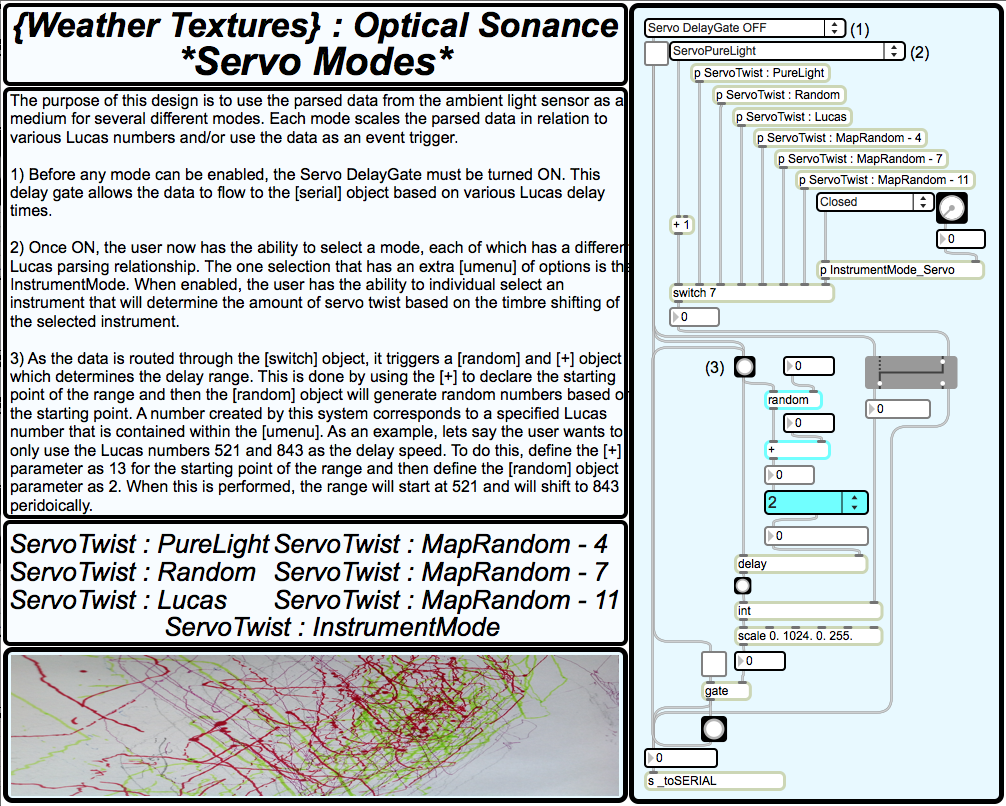 {Weather Textures} : Optical Sonance
*Servo Modes*
The purpose of this design is to use the parsed data from the ambient light sensor as a
medium for several different modes. Each mode scales the parsed data in relation to
various Lucas numbers and/or use the data as an event trigger.
1) Before any mode can be enabled, the Servo DelayGate must be turned ON. This
delay gate allows the data to flow to the [serial] object based on various Lucas delay
times.
2) Once ON, the user now has the ability to select a mode, each of which has a differen
Lucas parsing relationship. The one selection that has an extra [umenu] of options is the
InstrumentMode. When enabled, the user has the ability to individual select an
instrument that will determine the amount of servo twist based on the timbre shifting of
the selected instrument.
3) As the data is routed through the [switch] object, it triggers a [random] and [+] object
which determines the delay range. This is done by using the [+] to declare the starting
point of the range and then the [random] object will generate random numbers based on
the starting point. A number created by this system corresponds to a specified Lucas
number that is contained within the [umenu]. As an example, lets say the user wants to
only use the Lucas numbers 521 and 843 as the delay speed. To do this, define the [+]
parameter as 13 for the starting point of the range and then define the [random] object
parameter as 2. When this is performed, the range will start at 521 and will shift to 843
peridoically.
ServoTwist : PureLight ServoTwist : MapRandom - 4
ServoTwist : Random ServoTwist : MapRandom - 7
ServoTwist : Lucas ServoTwist : MapRandom - 11
ServoTwist : InstrumentMode
Servo DelayGate OFF (1)
ServoPureLight (2)
p ServoTwist : PureLight
p ServoTwist : Random
p ServoTwist : Lucas
p ServoTwist : MapRandom - 4
p ServoTwist : MapRandom - 7
p ServoTwist : MapRandom - 11
Closed
+ 1
0
p InstrumentMode_Servo
switch 7
0
(3)
0
random
0
0
+
0
2
0
delay
int
scale 0. 1024. 0. 255.
0
gate
0
s _toSERIAL